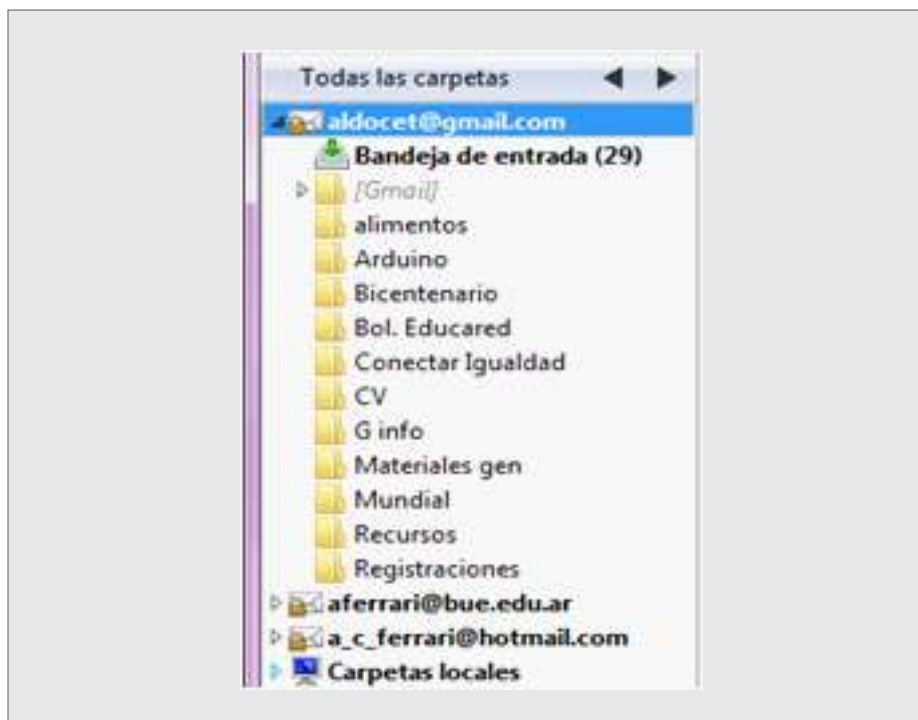 Todas las carpetas
aldocet@gmail.com
Bandeja de entrada (29)
[Gmail]
alimentos
Arduino
Bicentenario
Bol. Educared
Conectar Igualdad
CV
G info
Materiales gen
Mundial
Recursos
Registraciones
aferrari@bue.edu.ar
a_c_ferrari@hotmail.com
Carpetas locales